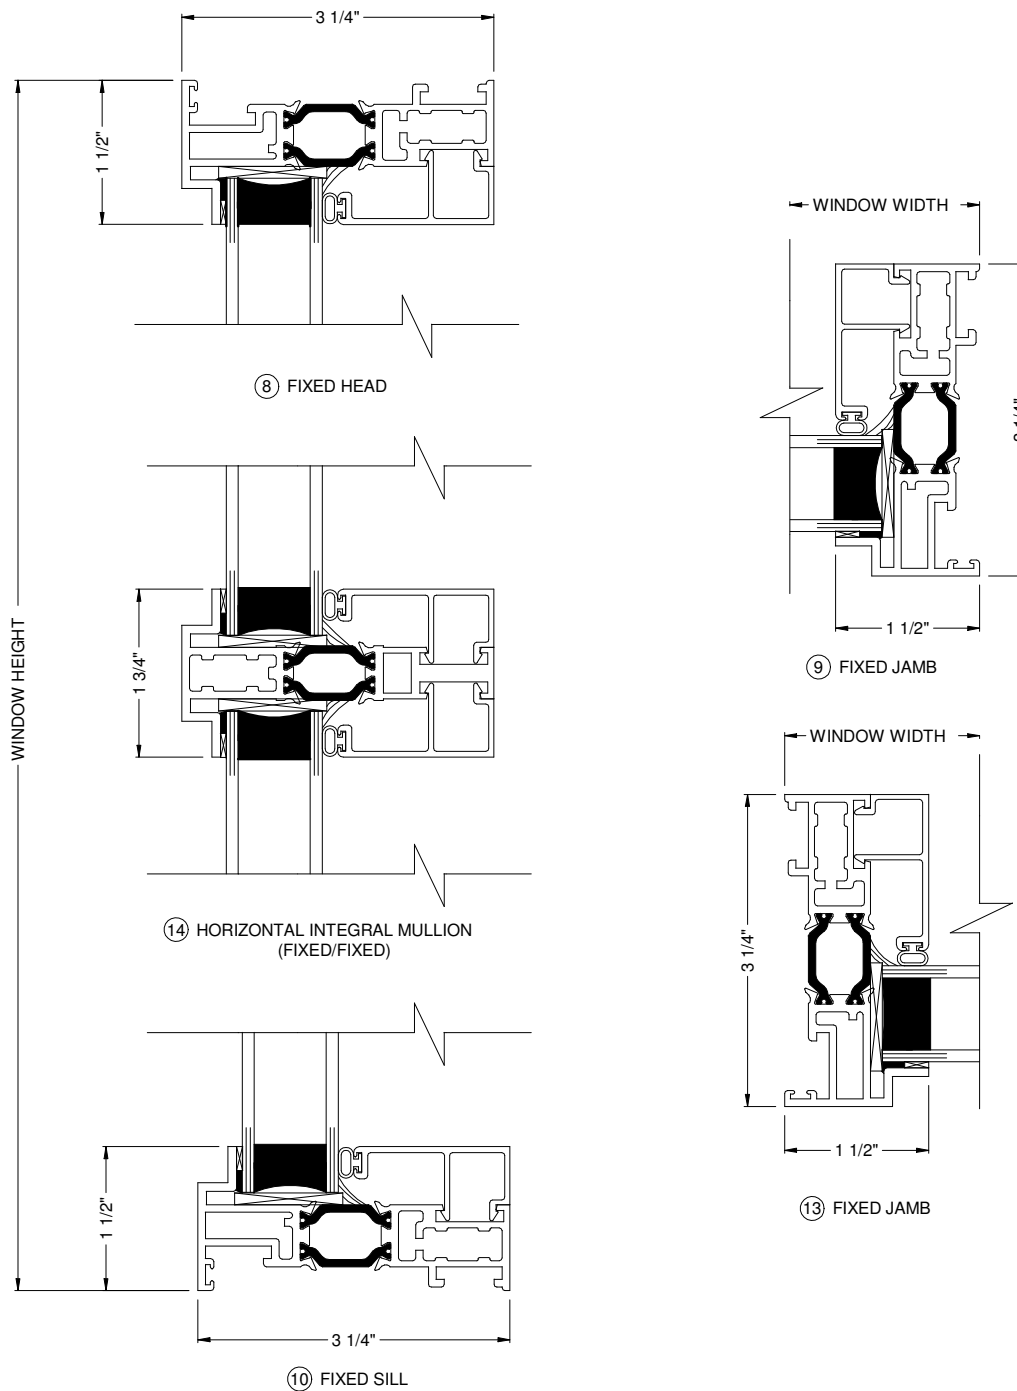 3 1/4"
1 1/2"
8 FIXED HEAD
WINDOW HEIGHT
1 3/4"
14 HORIZONTAL INTEGRAL MULLION
(FIXED/FIXED)
1 1/2"
3 1/4"
10 FIXED SILL
WINDOW WIDTH
1 1/2"
9 FIXED JAMB
WINDOW WIDTH
3 1/4"
1 1/2"
13 FIXED JAMB